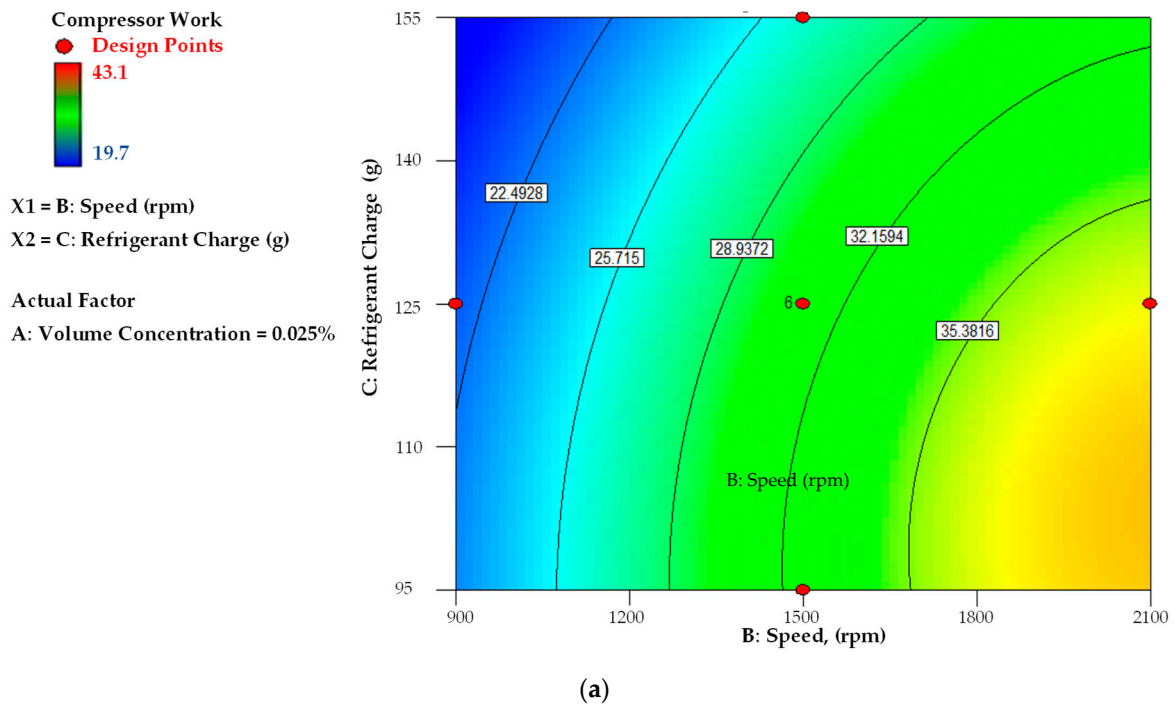 Compressor Work
Design Points
43.1
19.7
X1 = B: Speed (rpm)
X2 = C: Refrigerant Charge (g)
Actual Factor
A: Volume Concentration = 0.025%
C: Refrigerant Charge (g)
155
140
125
110
95
22.4928
25.715
28.9372
32.1594
6
35.3816
B: Speed (rpm)
900
1200
1500
1800
2100
B: Speed, (rpm)
(a)